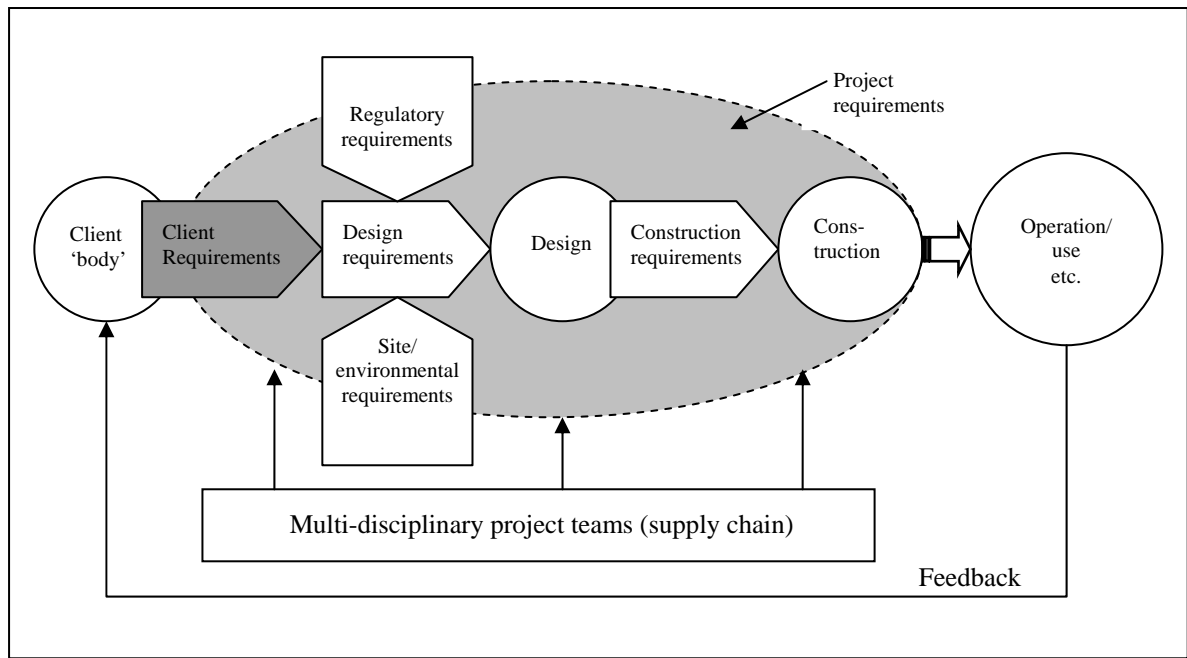 Project
requirements
Regulatory
requirements
Client
‘body’
Client
Requirements
Design
requirements
Design
Construction
requirements
Cons-
truction
Operation/
use
etc.
Site/
environmental
requirements
Multi-disciplinary project teams (supply chain)
Feedback